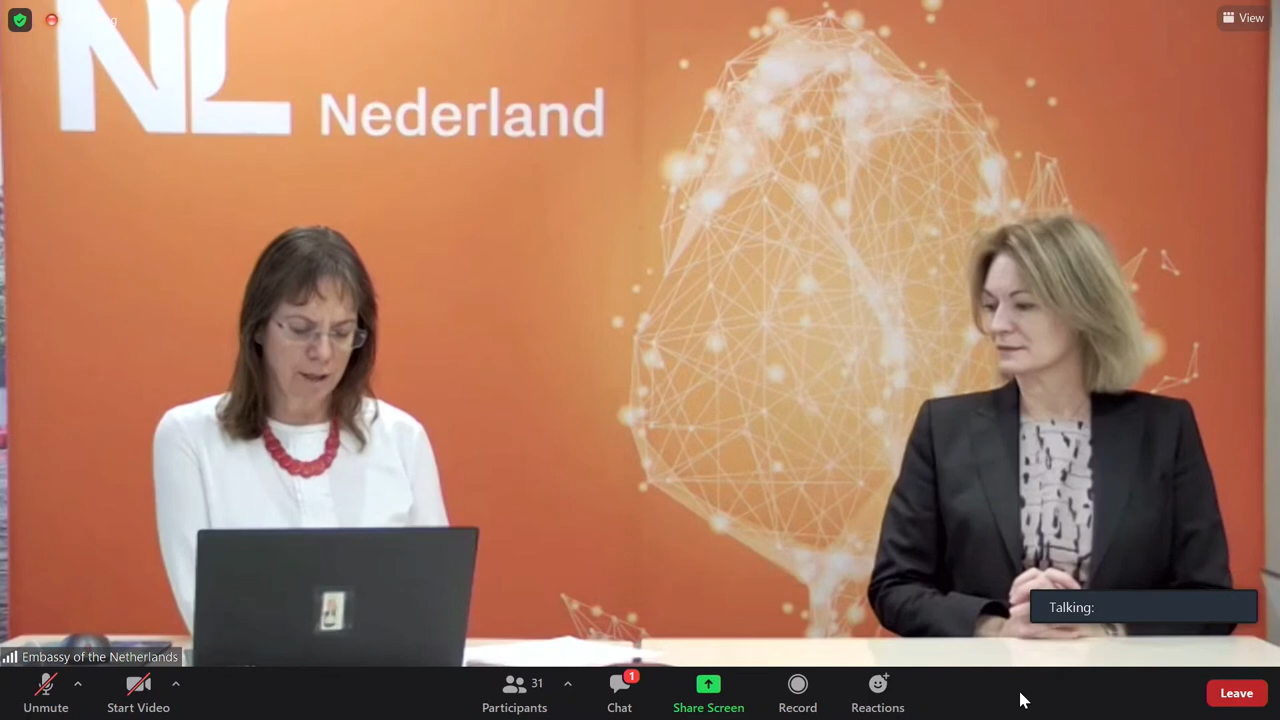 View
NL Nederland
Talking:
Embassy of the Netherlands
Unmute
Start Video
31
Participants
1
Chat
Share Screen
Record
Reactions
Leave